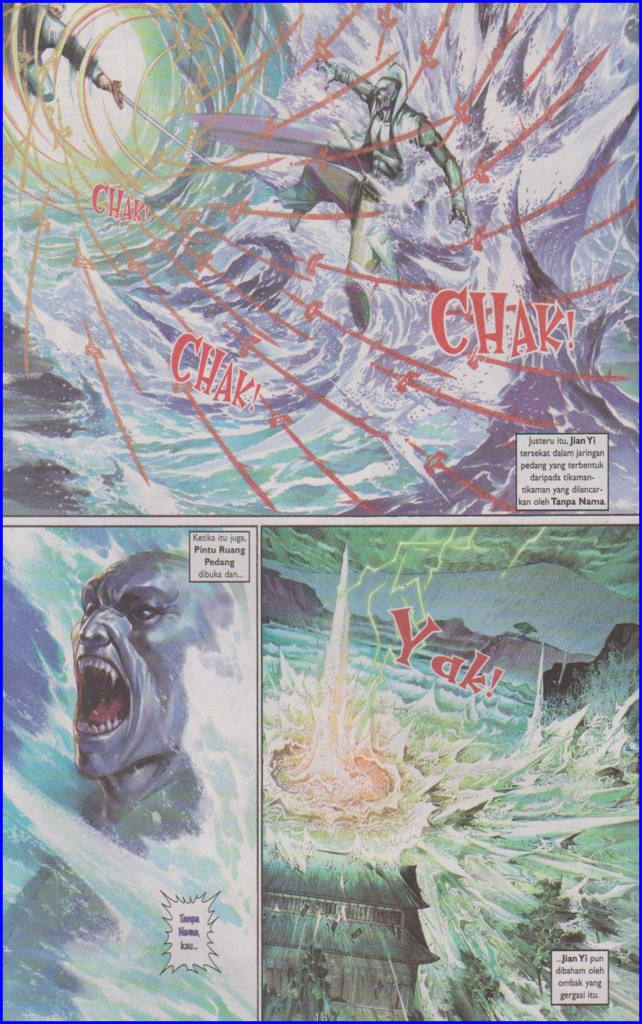 CHAK!
CHAK!
CHAK!
Justeru itu, Jian Yi
tersekat dalam jaringan
pedang yang terbentuk
daripada tikaman-
tikaman yang dilancar-
kan oleh Tanpa Nama.
Ketika itu juga,
Pintu Ruang
Pedang
dibuka dan...
Tanpa
Nama,
kau...
Yak!
...Jian Yi pun
dibaham oleh
ombak yang
gergasi itu.